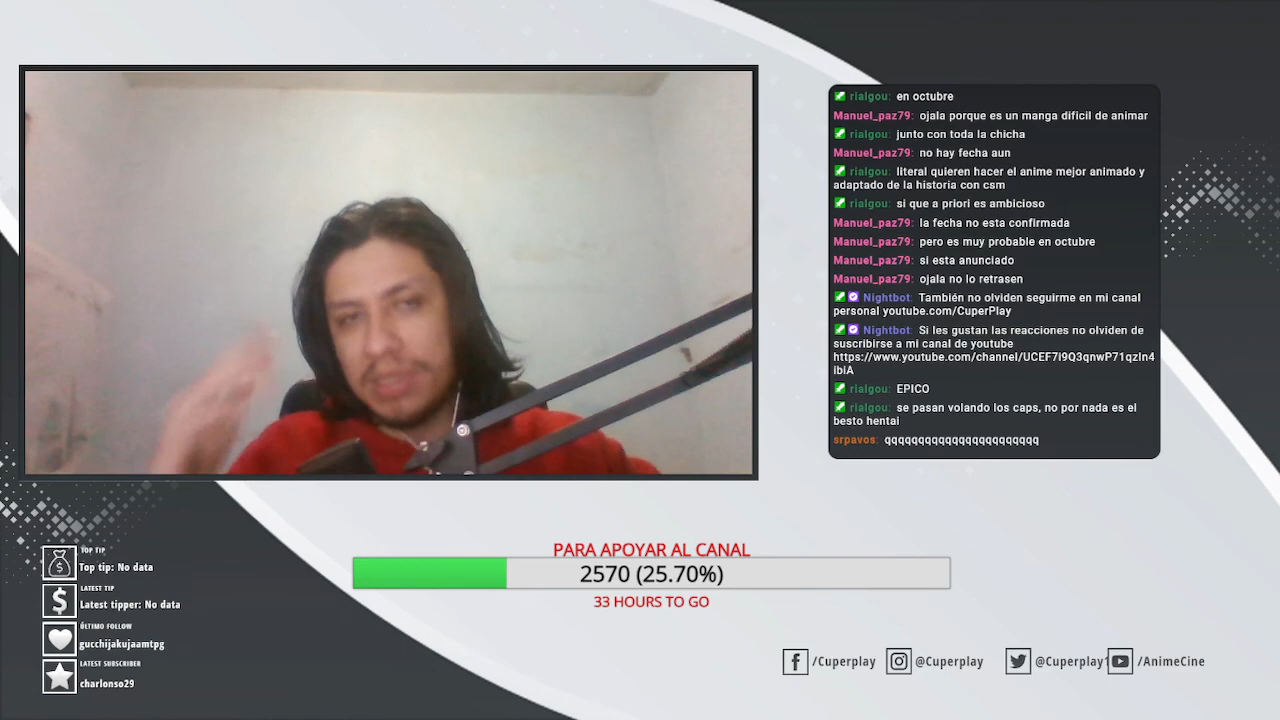 rialgou: en octubre
Manuel_paz79: ojala porque es un manga dificil de animar
rialgou: junto con toda la chicha
Manuel_paz79: no hay fecha aun
rialgou: literal quieren hacer el anime mejor animado y
adaptado de la historia con csm
rialgou: si que a priori es ambicioso
Manuel_paz79: la fecha no esta confirmada
Manuel_paz79: pero es muy probable en octubre
Manuel_paz79: si esta anunciado
Manuel_paz79: ojala no lo retrasen
Nightbot: También no olviden seguirme en mi canal
personal youtube.com/CuperPlay
Nightbot: Si les gustan las reacciones no olviden de
suscribirse a mi canal de youtube
https://www.youtube.com/channel/UCEF7i9Q3qnwP71qzln4
ibiA
rialgou: EPICO
rialgou: se pasan volando los caps, no por nada es el
besto hentai
srpavos: qqqqqqqqqqqqqqqqqqqqqqq
PARA APOYAR AL CANAL
2570 (25.70%)
33 HOURS TO GO
TOP TIP
Top tip: No data
LATEST TIP
Latest tipper: No data
ÚLTIMO FOLLOW
gucchijakujaamtpg
LATEST SUBSCRIBER
charlonso29
/Cuperplay
@Cuperplay
@Cuperplay1
/AnimeCine